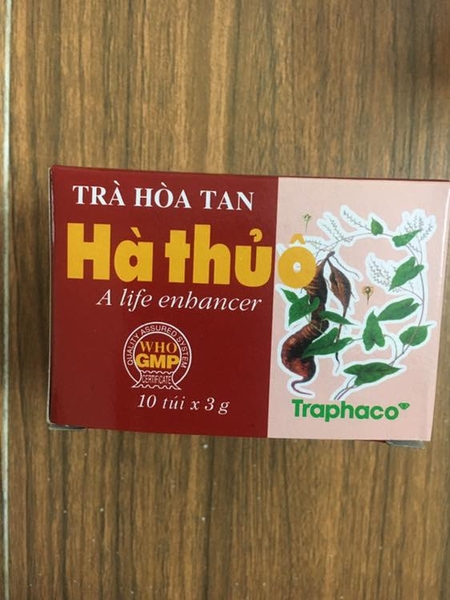 TRÀ HÒA TAN
Hà thủ ô
A life enhancer
QUALITY ASSURED SYSTEM
WHO
GMP
CERTIFICATE
10 túi x 3 g
Traphaco